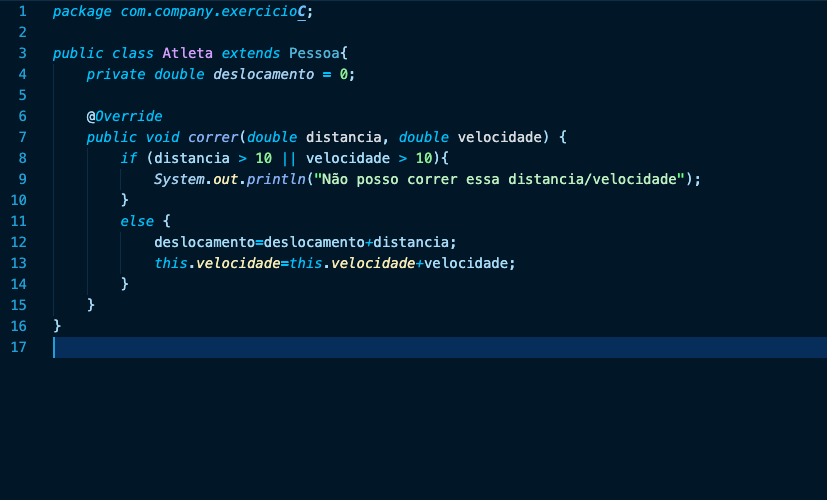 1 package com.company.exercicioC;
2
3 public class Atleta extends Pessoa{
4 private double deslocamento = 0;
5
6 @Override
7 public void correr(double distancia, double velocidade) {
8 if (distancia > 10 || velocidade > 10){
9 System.out.println("Não posso correr essa distancia/velocidade");
10 }
11 else {
12 deslocamento=deslocamento+distancia;
13 this.velocidade=this.velocidade+velocidade;
14 }
15 }
16 }
17